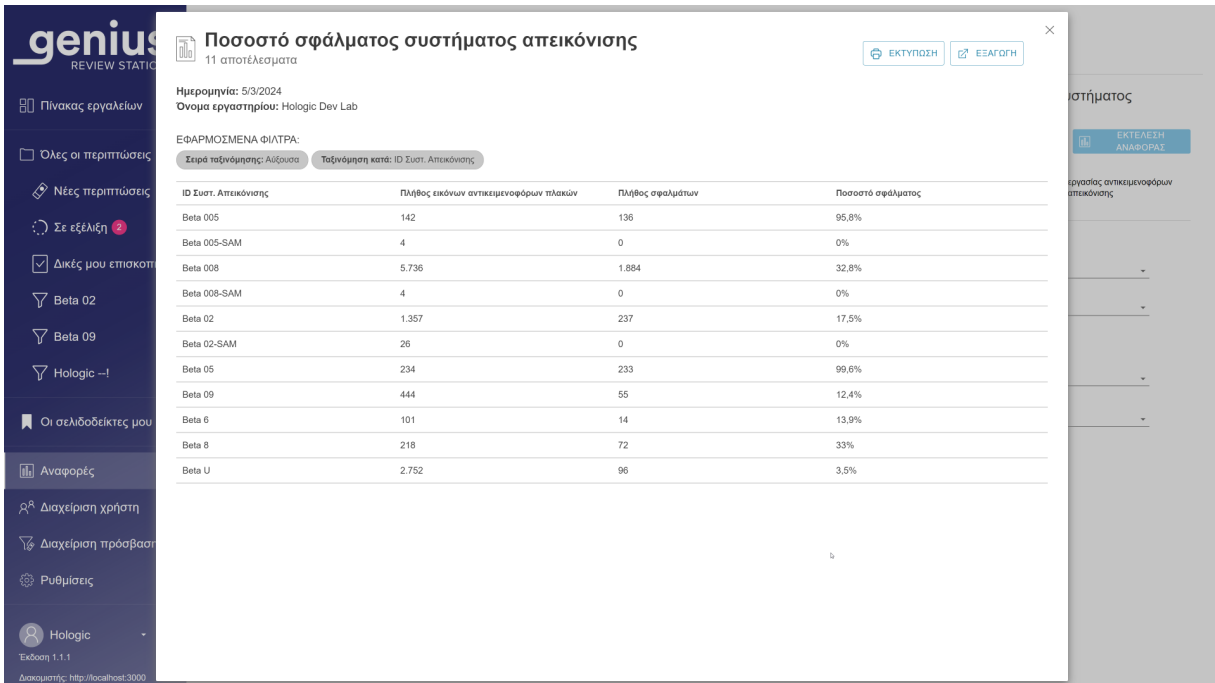 genius
REVIEW STATIO
Πίνακας εργαλείων
Όλες οι περιπτώσεις
Νέες περιπτώσεις
Σε εξέλιξη 2
Δικές μου επισκοπ
Beta 02
Beta 09
Hologic --!
Οι σελιδοδείκτες μου
Αναφορές
Διαχείριση χρήστη
Διαχείριση πρόσβαση
Ρυθμίσεις
Hologic
Έκδοση 1.1.1
Διακομιστής: http://localhost:3000
Ποσοστό σφάλματος συστήματος απεικόνισης
11 αποτέλεσματα
ΕΚΤΥΠΩΣΗ ΕΞΑΓΩΓΗ
Ημερομηνία: 5/3/2024
Όνομα εργαστηρίου: Hologic Dev Lab
ΕΦΑΡΜΟΣΜΕΝΑ ΦΙΛΤΡΑ:
Σειρά ταξινόμησης: Αύξουσα Ταξινόμηση κατά: ID Συστ. Απεικόνισης
ID Συστ. Απεικόνισης Πλήθος εικόνων αντικειμενοφόρων πλακών Πλήθος σφαλμάτων Ποσοστό σφάλματος
Beta 005 142 136 95,8%
Beta 005-SAM 4 0 0%
Beta 008 5.736 1.884 32,8%
Beta 008-SAM 4 0 0%
Beta 02 1.357 237 17,5%
Beta 02-SAM 26 0 0%
Beta 05 234 233 99,6%
Beta 09 444 55 12,4%
Beta 6 101 14 13,9%
Beta 8 218 72 33%
Beta U 2.752 96 3,5%
υστήματος
ΕΚΤΕΛΕΣΗ
ΑΝΑΦΟΡΑΣ
εργασίας αντικειμενοφόρων
απεικόνισης